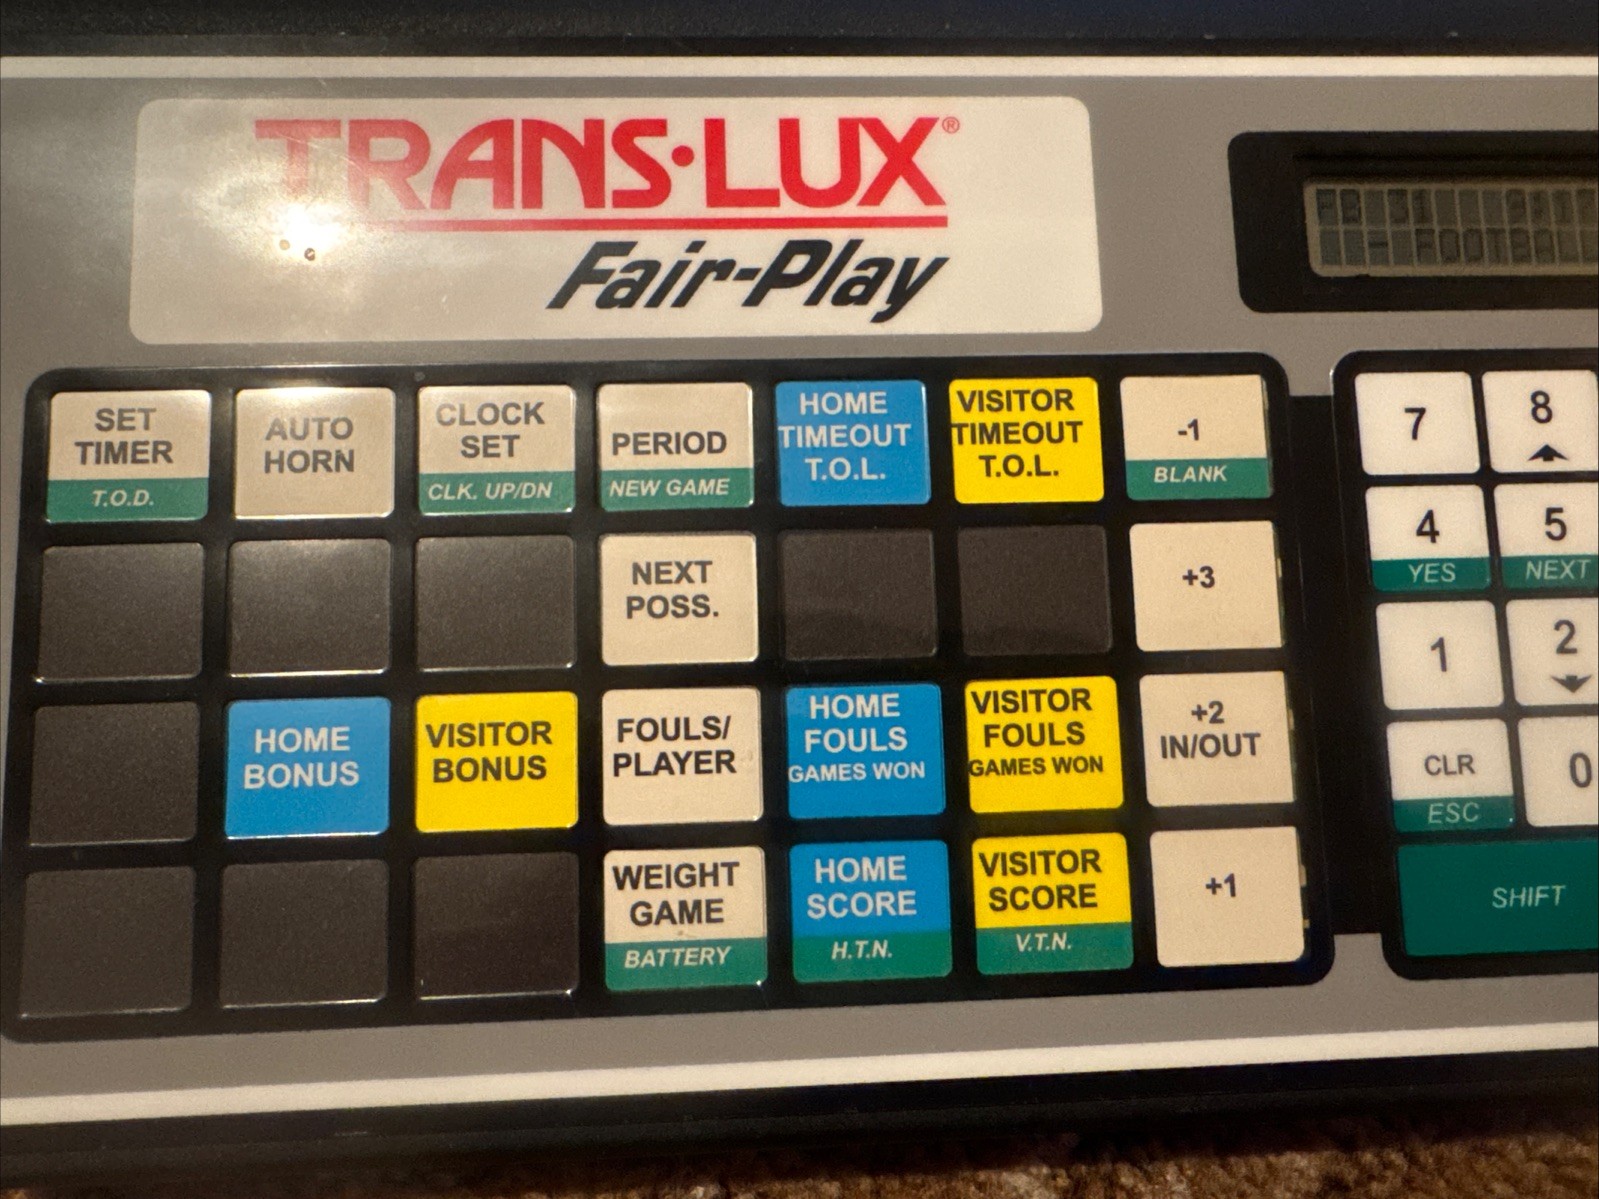 TRANS·LUX®
Fair-Play
SET
TIMER
T.O.D.
AUTO
HORN
CLOCK
SET
CLK. UP/DN
PERIOD
NEW GAME
HOME
TIMEOUT
T.O.L.
VISITOR
TIMEOUT
T.O.L.
-1
BLANK
NEXT
POSS.
+3
HOME
BONUS
VISITOR
BONUS
FOULS/
PLAYER
HOME
FOULS
GAMES WON
VISITOR
FOULS
GAMES WON
+2
IN/OUT
WEIGHT
GAME
BATTERY
HOME
SCORE
H.T.N.
VISITOR
SCORE
V.T.N.
+1
7
8
4
YES
5
NEXT
1
2
CLR
ESC
0
SHIFT